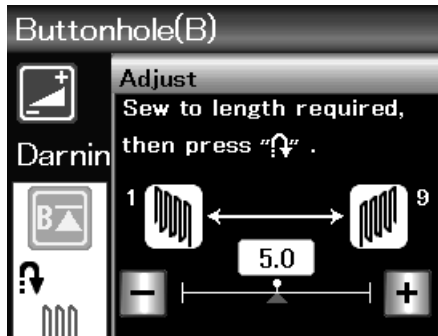 Buttonhole(B)
Adjust
Sew to length required,
then press “ ” .
Darnin
B
1
9
5.0
- +